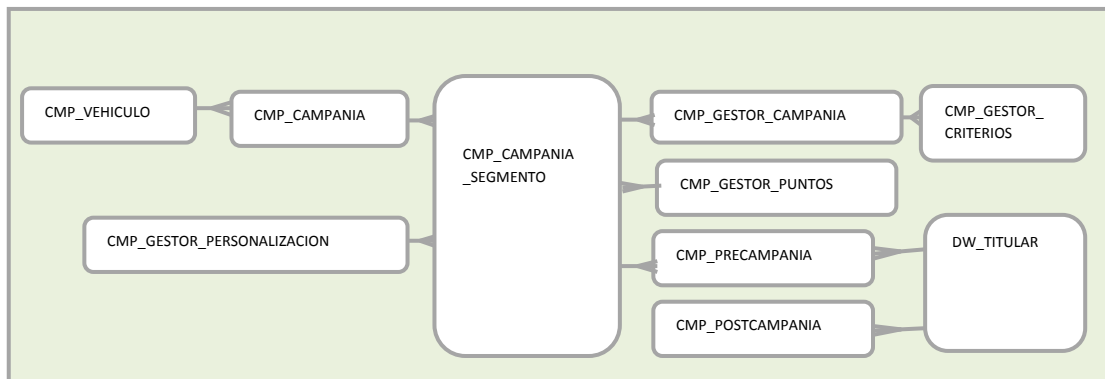 CMP_VEHICULO
CMP_CAMPANIA
CMP_GESTOR_PERSONALIZACION
CMP_CAMPANIA
_SEGMENTO
CMP_GESTOR_CAMPANIA
CMP_GESTOR_
CRITERIOS
CMP_GESTOR_PUNTOS
CMP_PRECAMPANIA
DW_TITULAR
CMP_POSTCAMPANIA